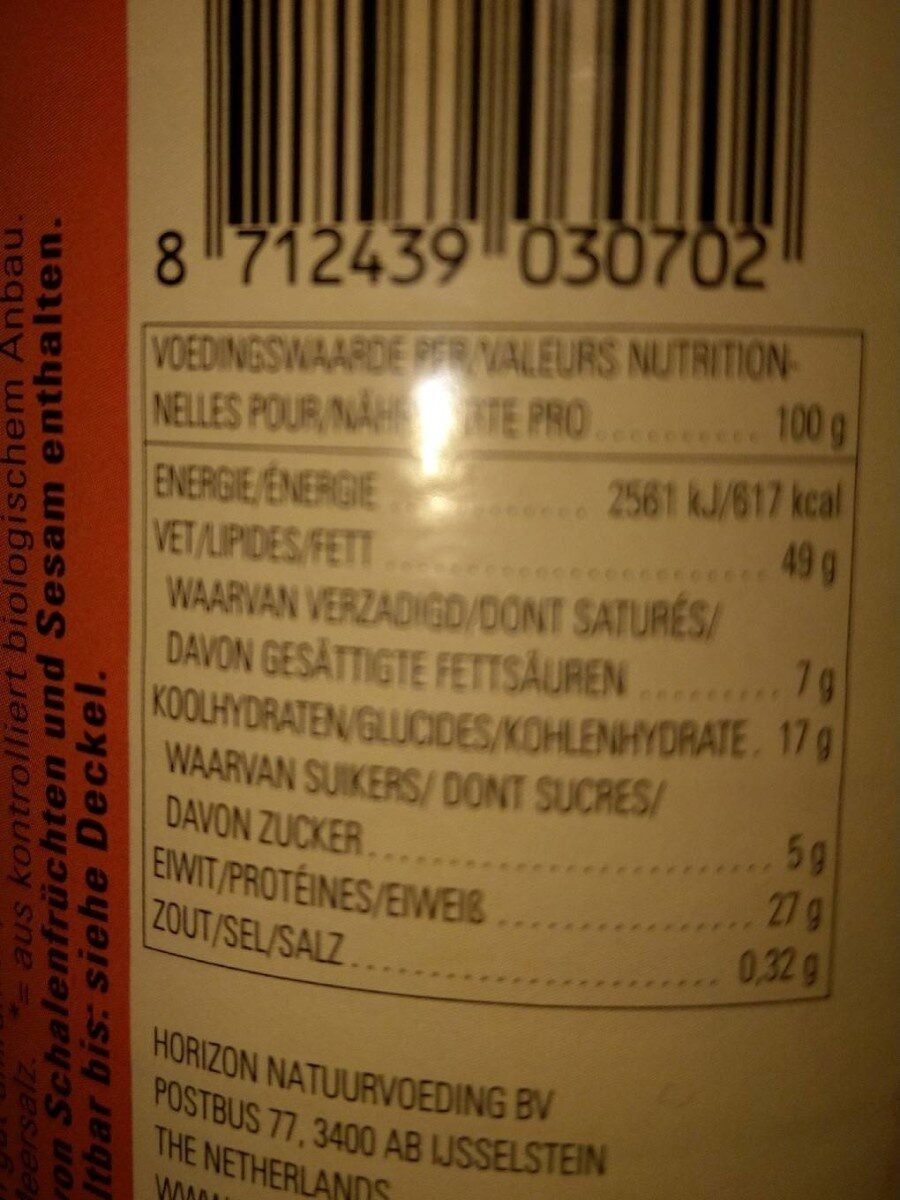 8 712439 030702
VOEDINGSWAARDE PER/VALEURS NUTRITION-
NELLES POUR/ PRO 100 g
ENERGIE/ÉNERGIE 2561 kJ/617 kcal
VET/LIPIDES/FETT 49 g
WAARVAN VERZADIGD/DONT SATURÉS/
DAVON GESÄTTIGTE FETTSÄUREN 7 g
KOOLHYDRATEN/GLUCIDES/KOHLENHYDRATE. 17 g
WAARVAN SUIKERS/ DONT SUCRES/
DAVON ZUCKER 5 g
EIWIT/PROTÉINES/EIWEIß 27 g
ZOUT/SEL/SALZ 0,32 g
HORIZON NATUURVOEDING BV
POSTBUS 77, 3400 AB IJSSELSTEIN
THE NETHERLANDS
*= aus kontrolliert biologischem Anbau.
von Schalenfrüchten und Sesam enthalten.
bis: siehe Deckel.